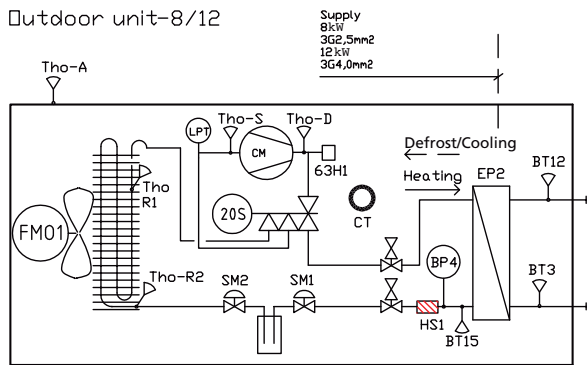 Outdoor unit-8/12
Supply
8kW
3G2,5mm2
12kW
3G4,0mm2
Tho-A
Tho-S
Tho-D
LPT
CM
63H1
Defrost/Cooling
Heating
EP2
BT12
Tho
R1
20S
CT
FM01
BP4
Tho-R2
SM2
SM1
BT3
HS1
BT15